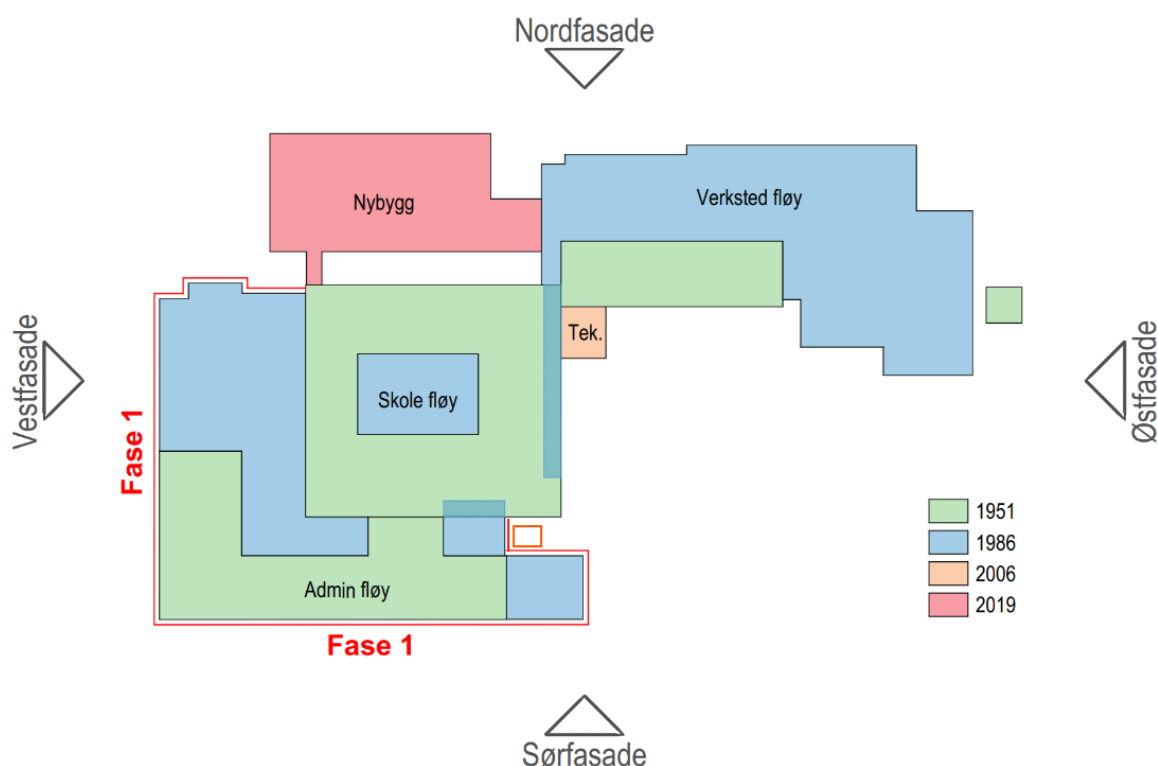 Nordfasade
Nybygg
Verksted fløy
Tek.
Vestfasade
Østfasade
Skole fløy
Fase 1
1951
1986
2006
2019
Admin fløy
Fase 1
Sørfasade